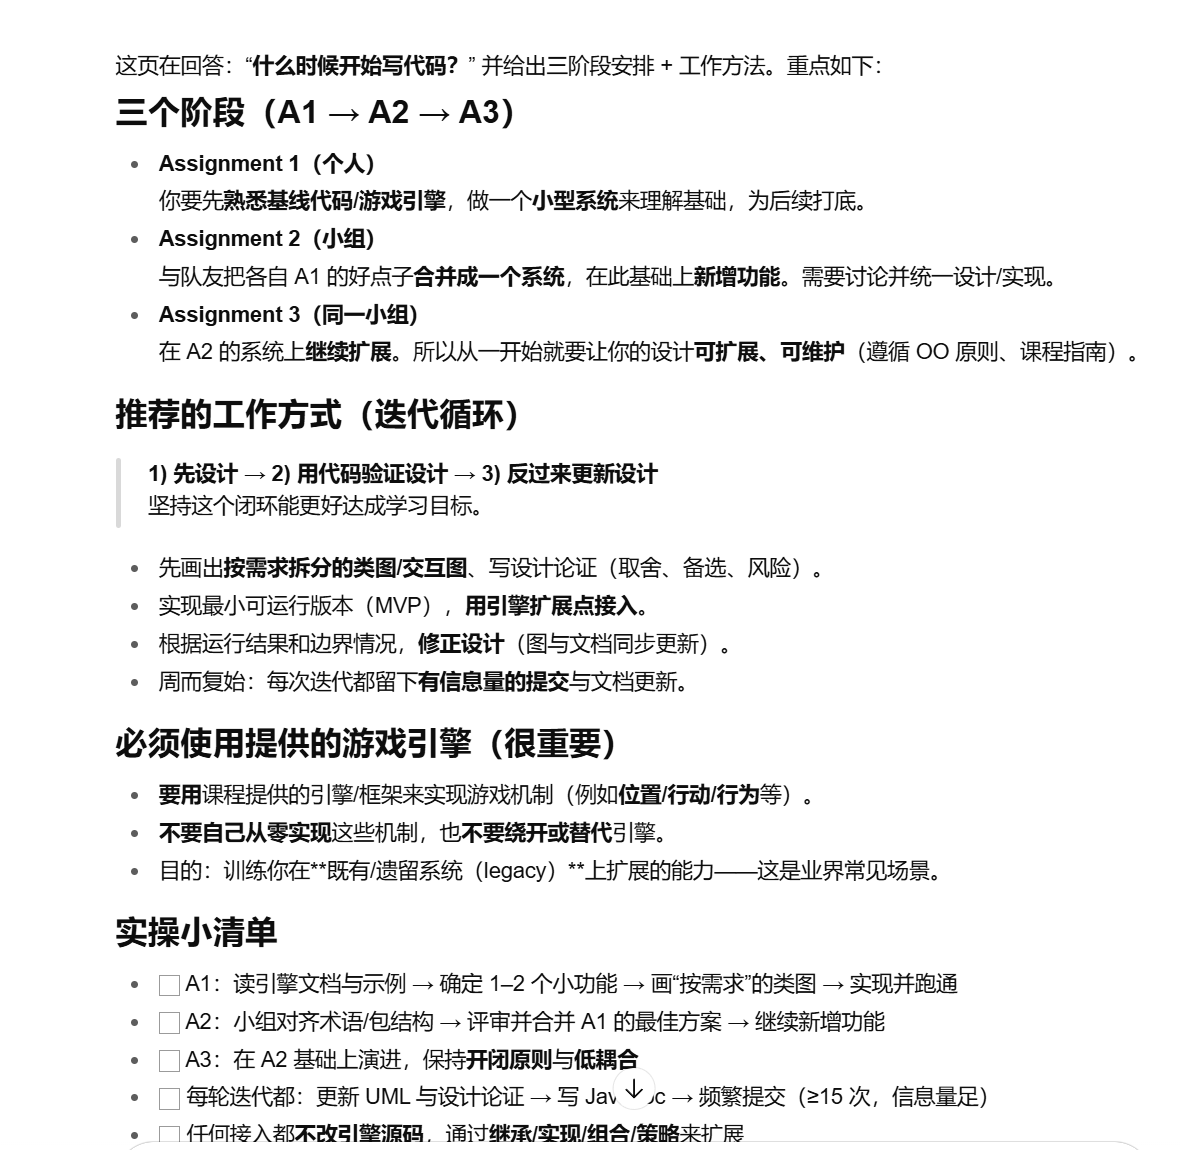 这页在回答：“什么时候开始写代码？” 并给出三阶段安排 + 工作方法。重点如下：
三个阶段（A1 → A2 → A3）
Assignment 1（个人）
你要先熟悉基线代码/游戏引擎，做一个小型系统来理解基础，为后续打底。
Assignment 2（小组）
与队友把各自 A1 的好点子合并成一个系统，在此基础上新增功能。需要讨论并统一设计/实现。
Assignment 3（同一小组）
在 A2 的系统上继续扩展。所以从一开始就要让你的设计可扩展、可维护（遵循 OO 原则、课程指南）。
推荐的工作方式（迭代循环）
1) 先设计 → 2) 用代码验证设计 → 3) 反过来更新设计
坚持这个闭环能更好达成学习目标。
先画出按需求拆分的类图/交互图、写设计论证（取舍、备选、风险）。
实现最小可运行版本（MVP），用引擎扩展点接入。
根据运行结果和边界情况，修正设计（图与文档同步更新）。
周而复始：每次迭代都留下有信息量的提交与文档更新。
必须使用提供的游戏引擎（很重要）
要用课程提供的引擎/框架来实现游戏机制（例如位置/行动/行为等）。
不要自己从零实现这些机制，也不要绕开或替代引擎。
目的：训练你在**既有/遗留系统（legacy）**上扩展的能力——这是业界常见场景。
实操小清单
A1：读引擎文档与示例 → 确定 1–2 个小功能 → 画“按需求”的类图 → 实现并跑通
A2：小组对齐术语/包结构 → 评审并合并 A1 的最佳方案 → 继续新增功能
A3：在 A2 基础上演进，保持开闭原则与低耦合
每轮迭代都：更新 UML 与设计论证 → 写 → 频繁提交（≥15 次，信息量足）
任何接入都不改引擎源码，通过继承/实现/组合/策略来扩展